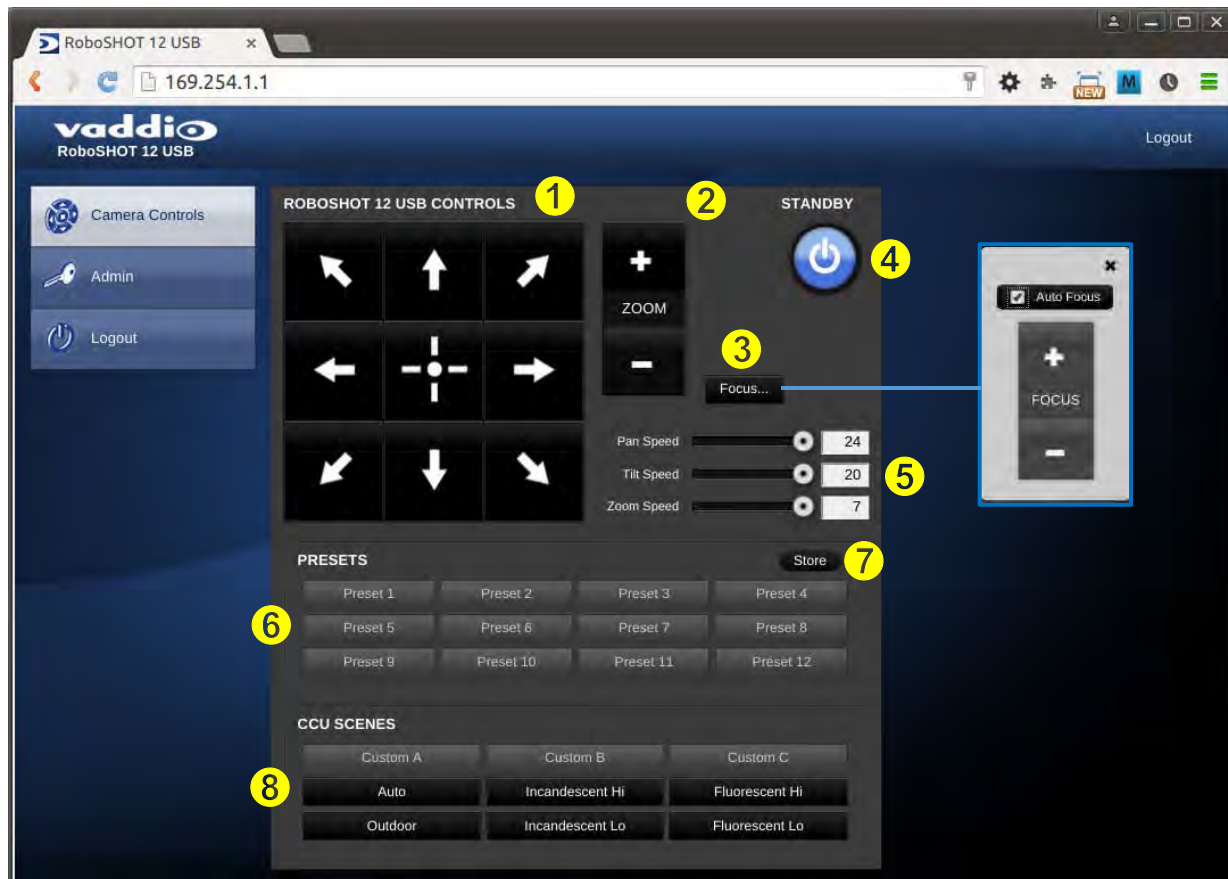 RoboSHOT 12 USB
169.254.1.1
NEW
M
vaddio
RoboSHOT 12 USB
Logout
Camera Controls
Admin
Logout
ROBOSHOT 12 USB CONTROLS
1
2
STANDBY
4
+
ZOOM
-
3
Focus...
Auto Focus
+
FOCUS
-
Pan Speed 24
Tilt Speed 20
5
Zoom Speed 7
PRESETS
Store
7
Preset 1 Preset 2 Preset 3 Preset 4
6
Preset 5 Preset 6 Preset 7 Preset 8
Preset 9 Preset 10 Preset 11 Preset 12
CCU SCENES
Custom A Custom B Custom C
8
Auto Incandescent Hi Fluorescent Hi
Outdoor Incandescent Lo Fluorescent Lo